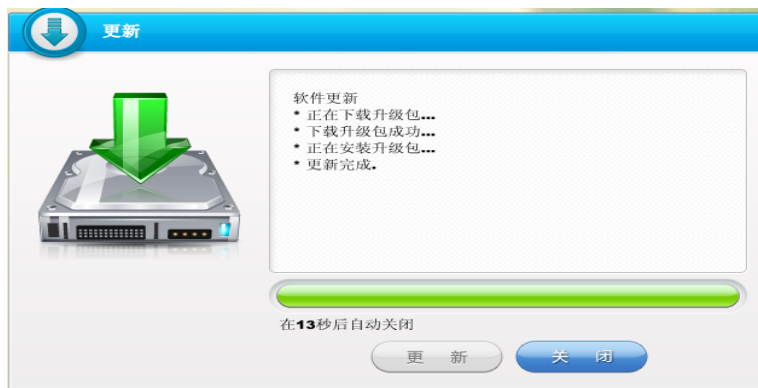 更新
软件更新
* 正在下载升级包...
* 下载升级包成功...
* 正在安装升级包...
* 更新完成.
在13秒后自动关闭
更 新
关 闭